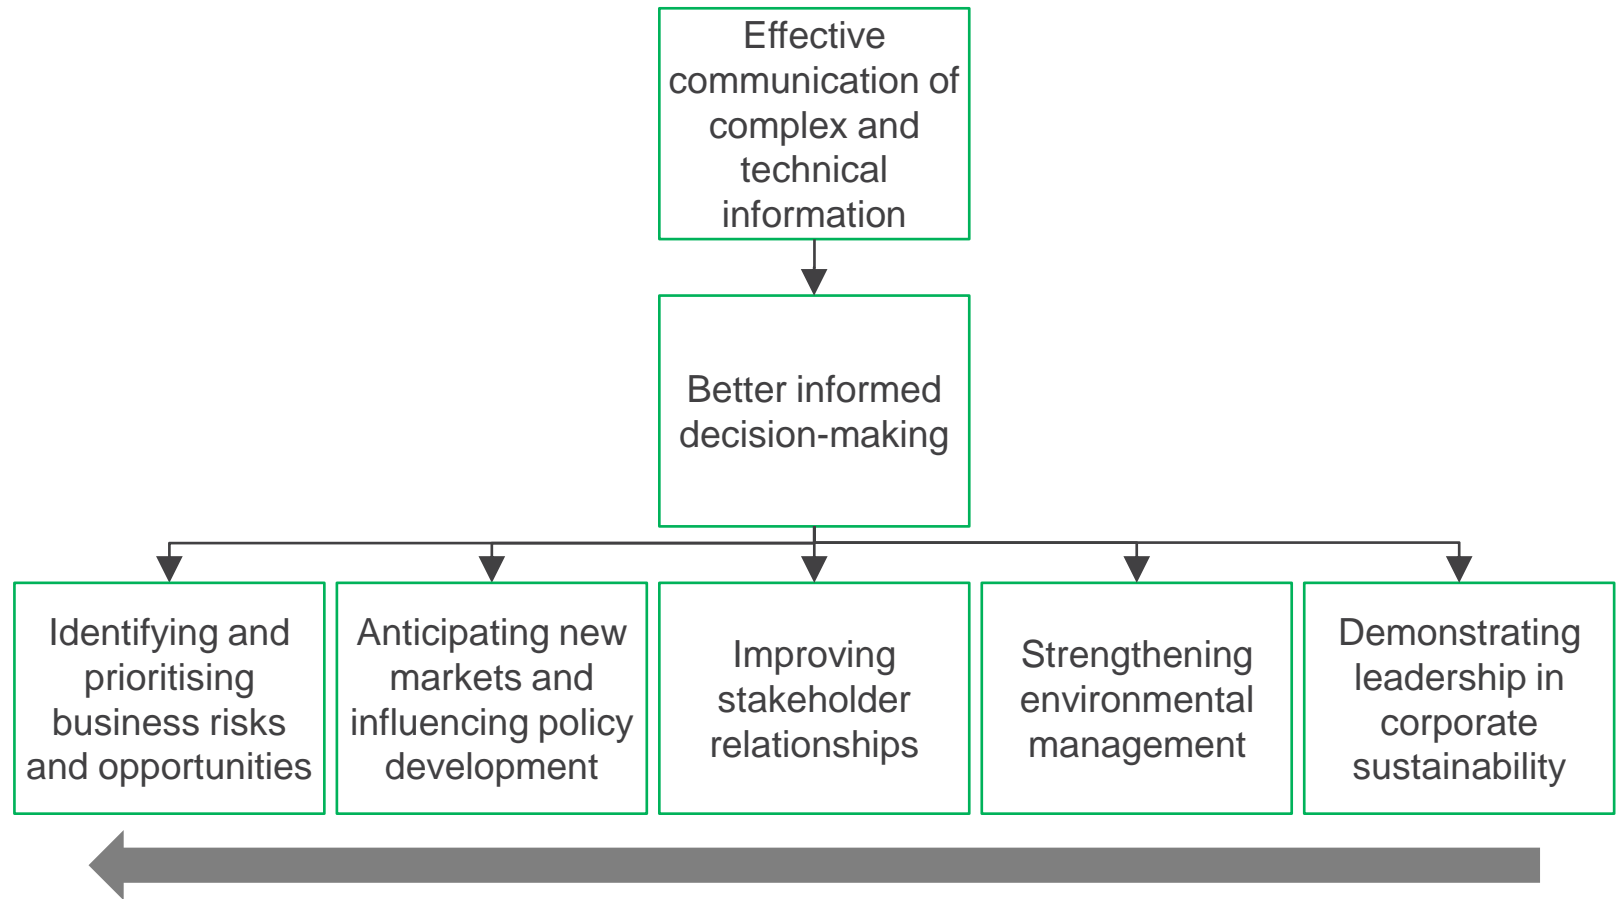 Effective
communication of
complex and
technical
information
Better informed
decision-making
Identifying and
prioritising
business risks
and opportunities
Anticipating new
markets and
influencing policy
development
Improving
stakeholder
relationships
Strengthening
environmental
management
Demonstrating
leadership in
corporate
sustainability